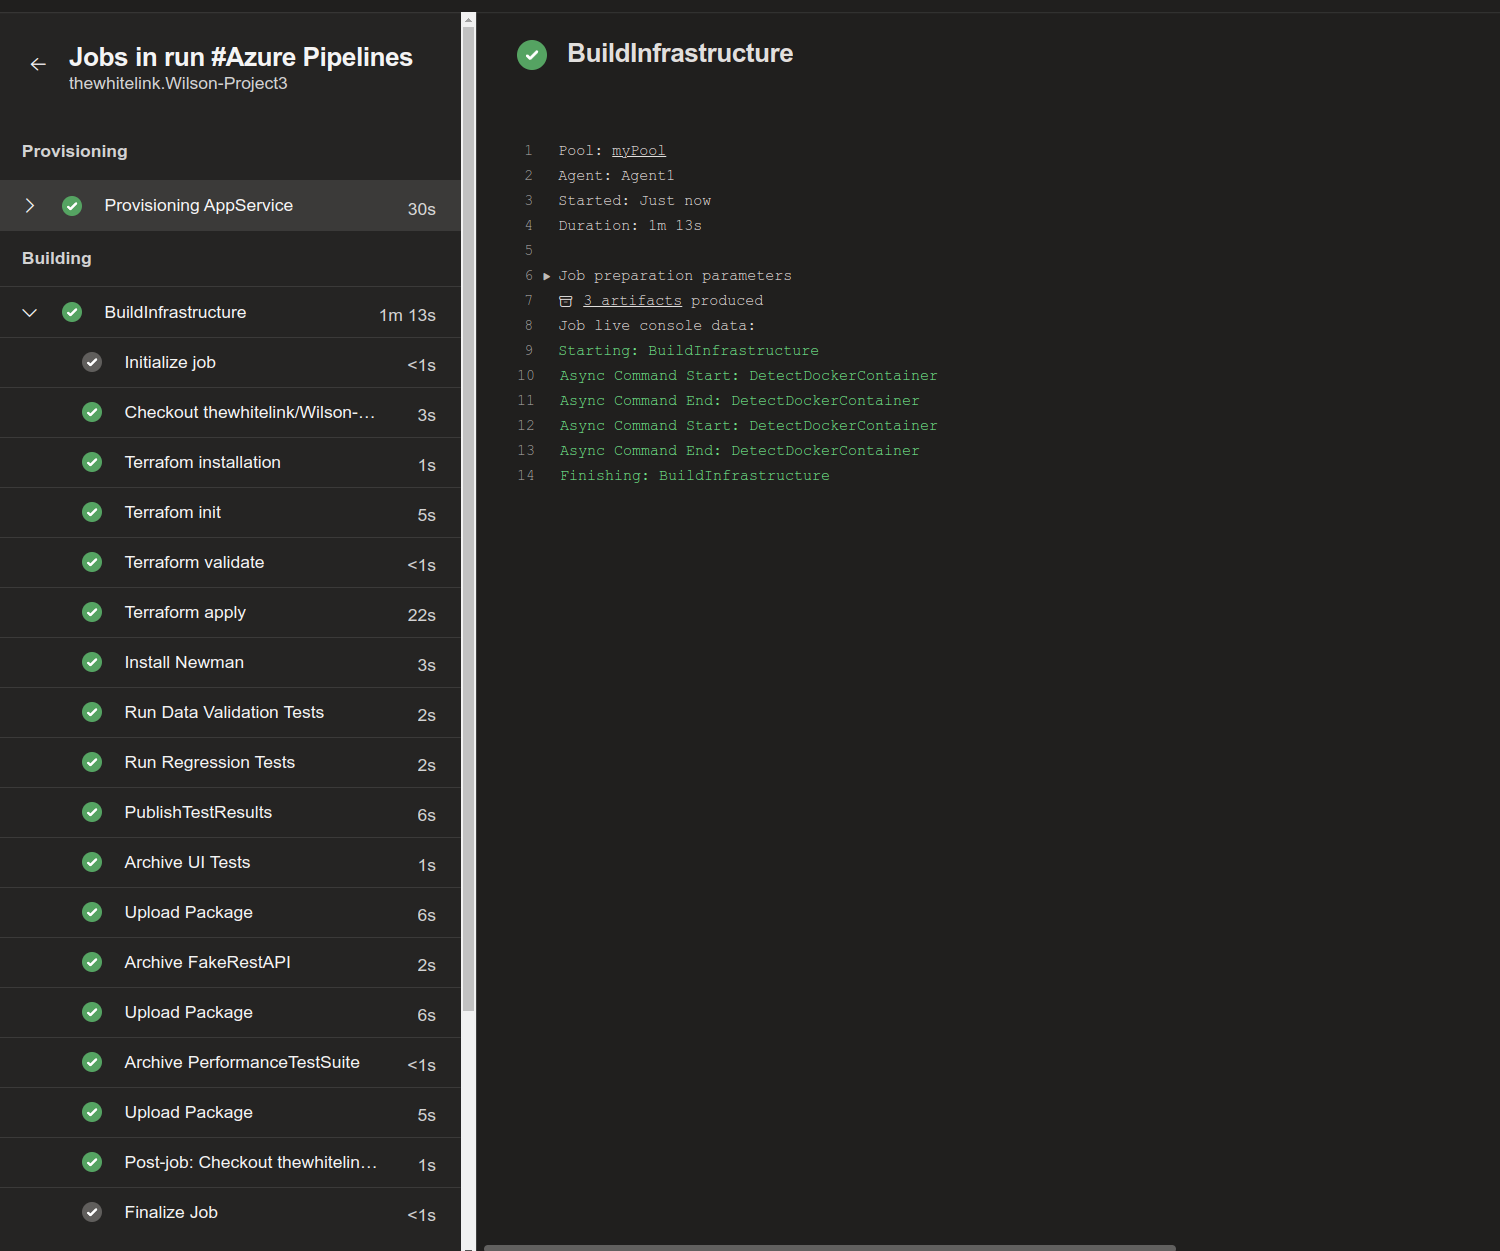 Jobs in run #Azure Pipelines
thewhitelink.Wilson-Project3
Provisioning
Provisioning AppService 30s
Building
BuildInfrastructure 1m 13s
Initialize job <1s
Checkout thewhitelink/Wilson-… 3s
Terrafom installation 1s
Terrafom init 5s
Terraform validate <1s
Terraform apply 22s
Install Newman 3s
Run Data Validation Tests 2s
Run Regression Tests 2s
PublishTestResults 6s
Archive UI Tests 1s
Upload Package 6s
Archive FakeRestAPI 2s
Upload Package 6s
Archive PerformanceTestSuite <1s
Upload Package 5s
Post-job: Checkout thewhitelin… 1s
Finalize Job <1s
BuildInfrastructure
1 Pool: myPool
2 Agent: Agent1
3 Started: Just now
4 Duration: 1m 13s
5
6 Job preparation parameters
7 3 artifacts produced
8 Job live console data:
9 Starting: BuildInfrastructure
10 Async Command Start: DetectDockerContainer
11 Async Command End: DetectDockerContainer
12 Async Command Start: DetectDockerContainer
13 Async Command End: DetectDockerContainer
14 Finishing: BuildInfrastructure